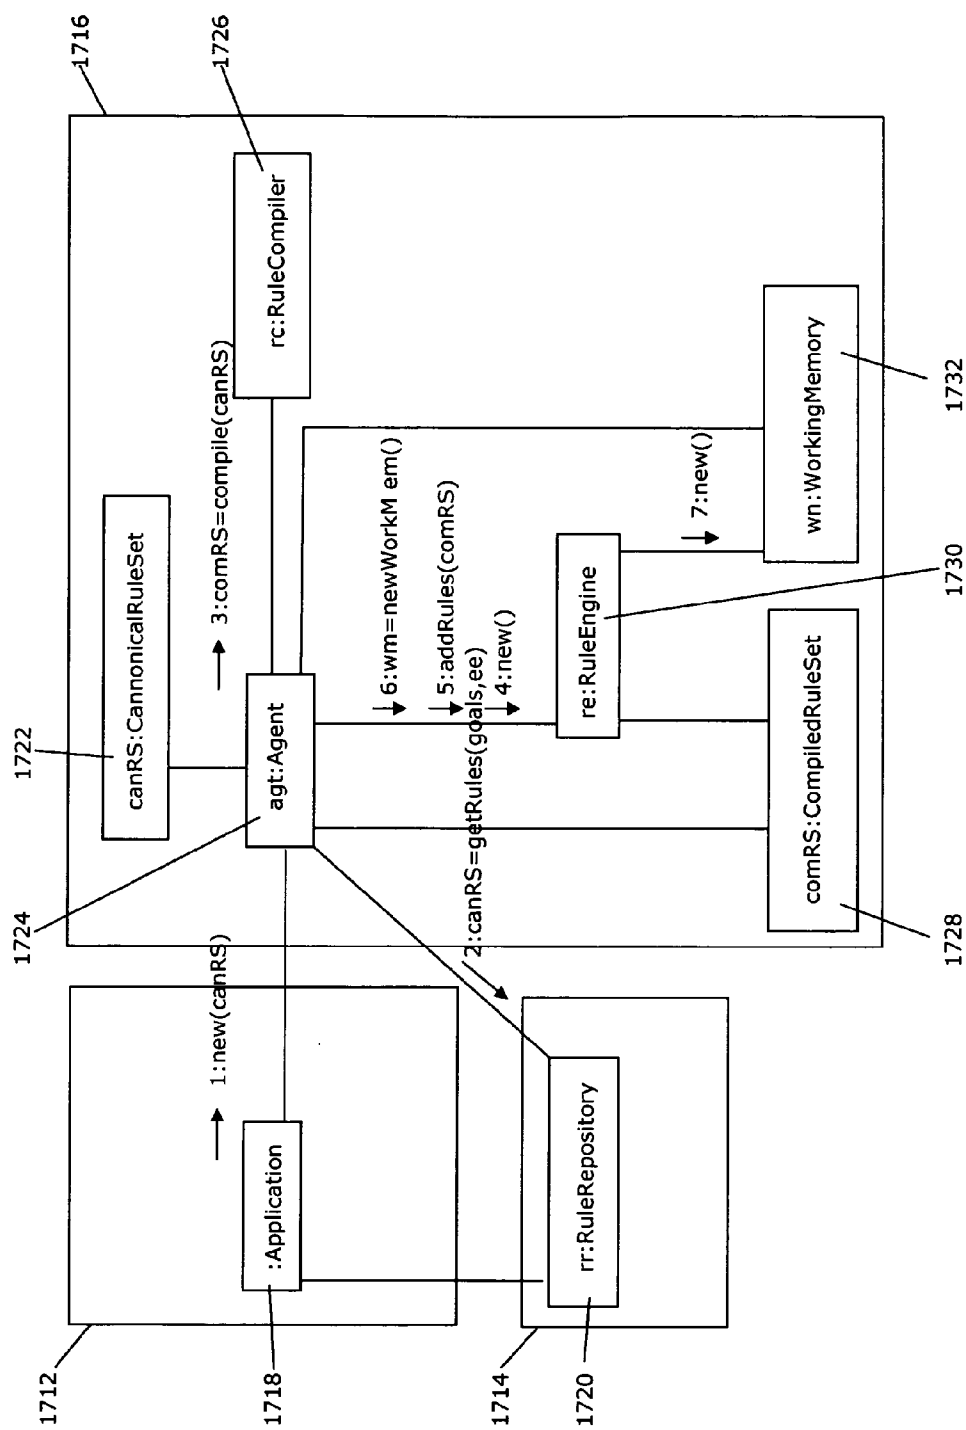 1716
1726
canRS:CannonicalRuleSet
3:comRS=compile(canRS)
rc:RuleCompiler
1722
1724
agt:Agent
6:wm=newWorkM em()
5:addRules(comRS)
4:new()
2:canRS=getRules(goals,ee)
7:new()
re:RuleEngine
wn:WorkingMemory
comRS:CompiledRuleSet
1728
1730
1732
1:new(canRS)
:Application
rr:RuleRepository
1712
1718
1714
1720